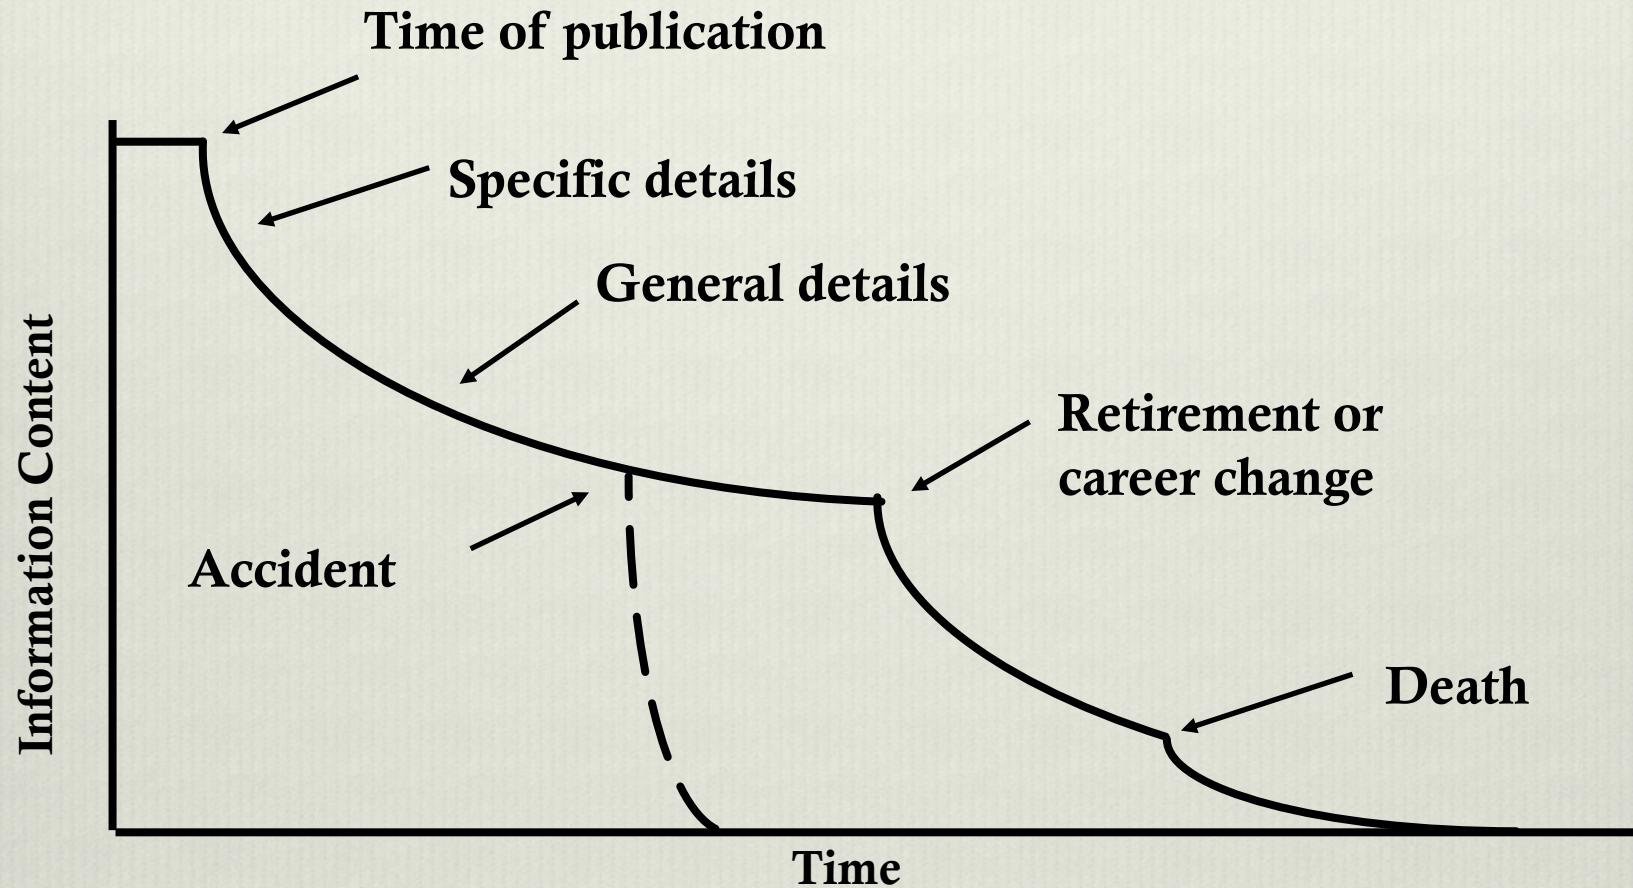 Time of publication
Specific details
General details
Information Content
Retirement or
career change
Accident
Death
Time